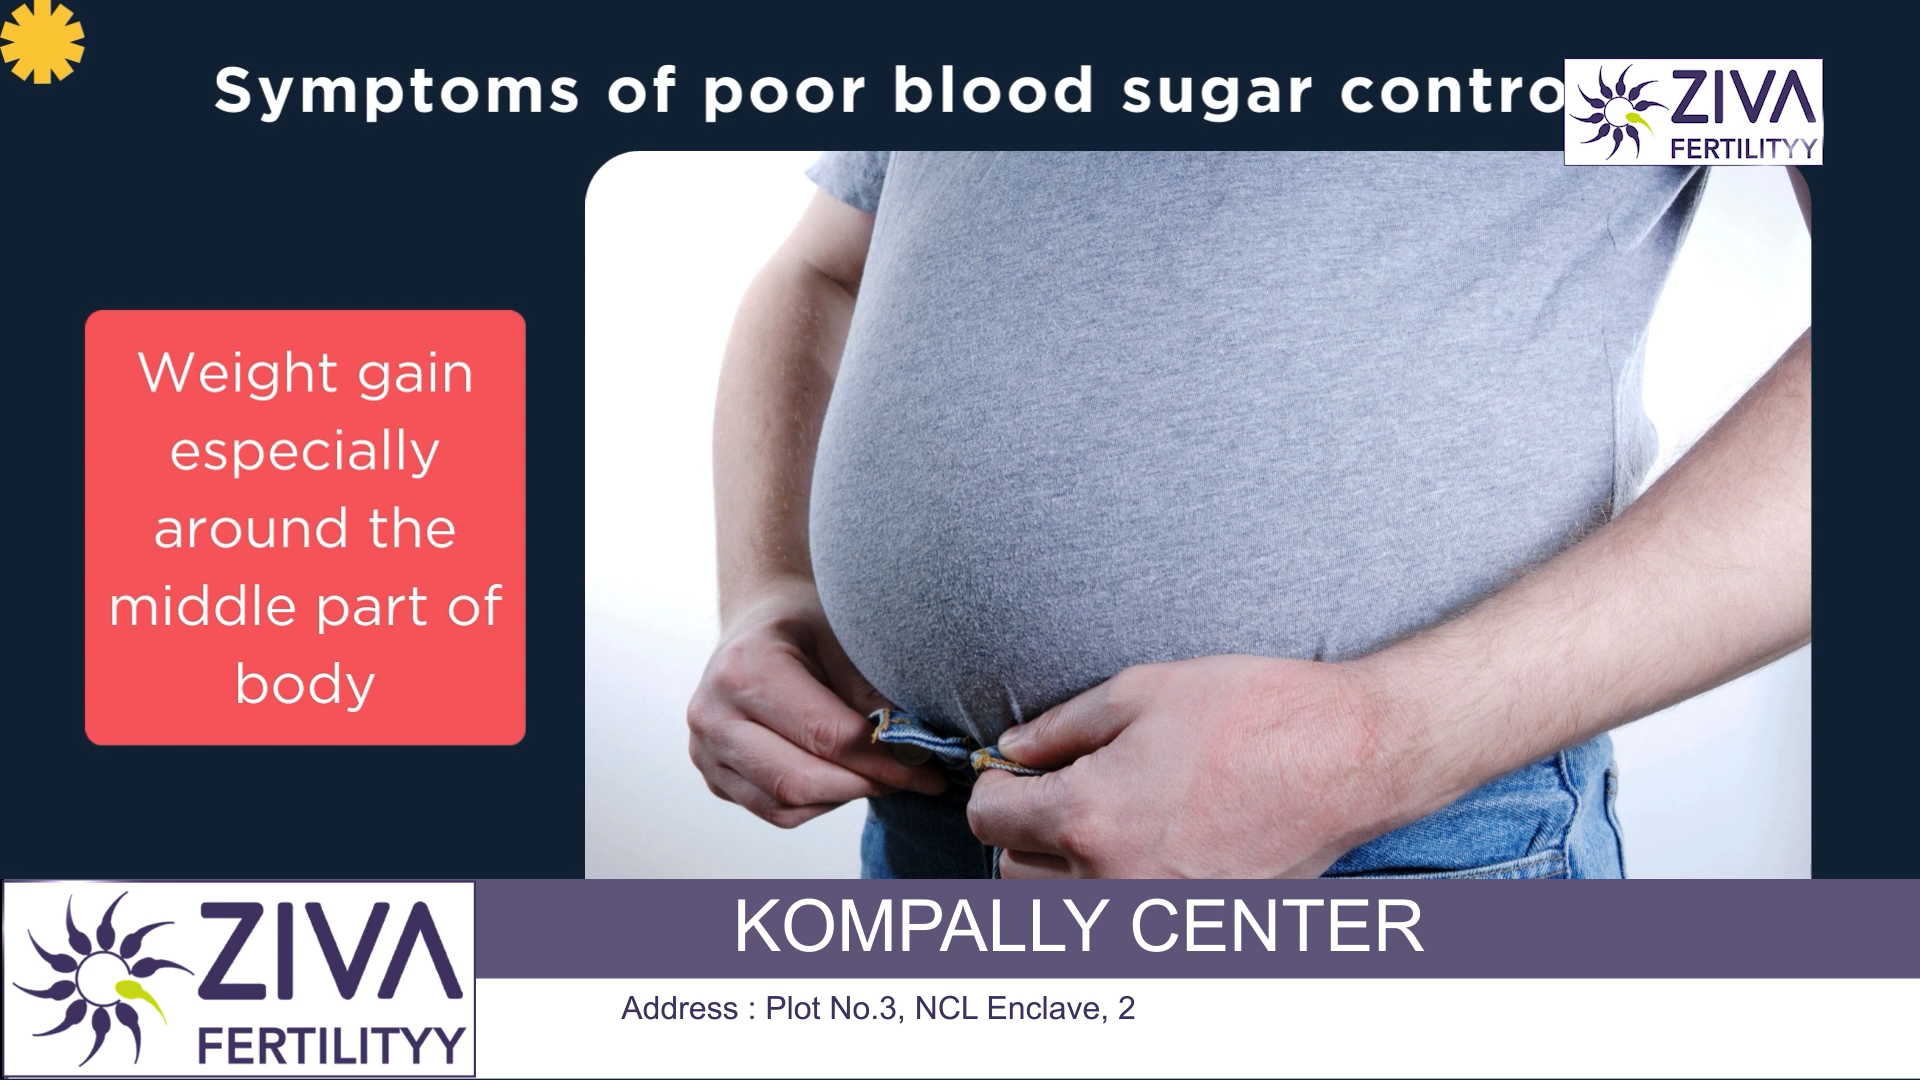 Symptoms of poor blood sugar contro
ZIVA
FERTILITYY
Weight gain
especially
around the
middle part of
body
ZIVA
FERTILITYY
KOMPALLY CENTER
Address : Plot No.3, NCL Enclave, 2